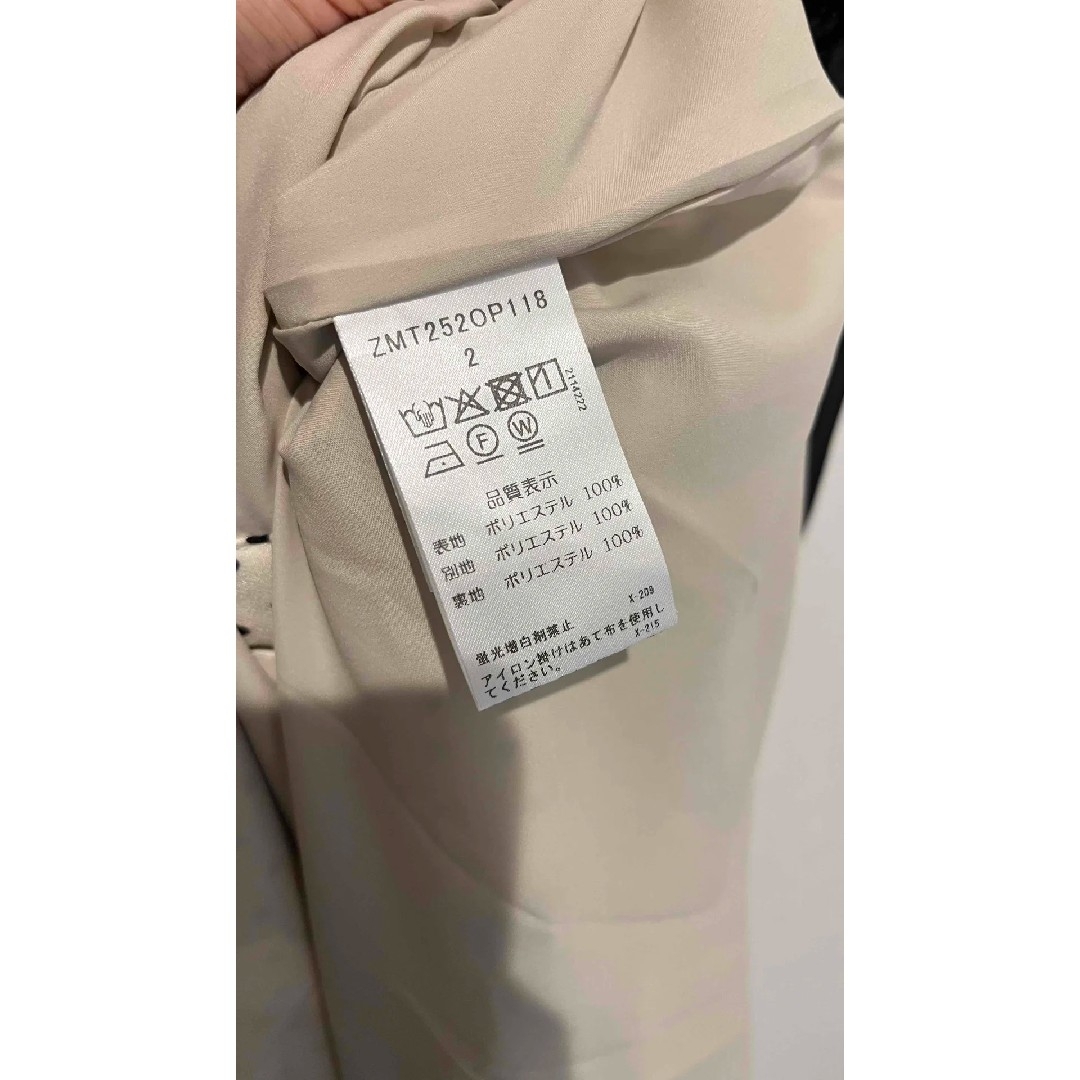 ZMT252OP118
2
2114222
F W
品質表示
表地 ポリエステル 100%
別地 ポリエステル 100%
裏地 ポリエステル 100%
X-209
蛍光増白剤禁止
X-215
アイロン掛けはあて布を使用し
てください。